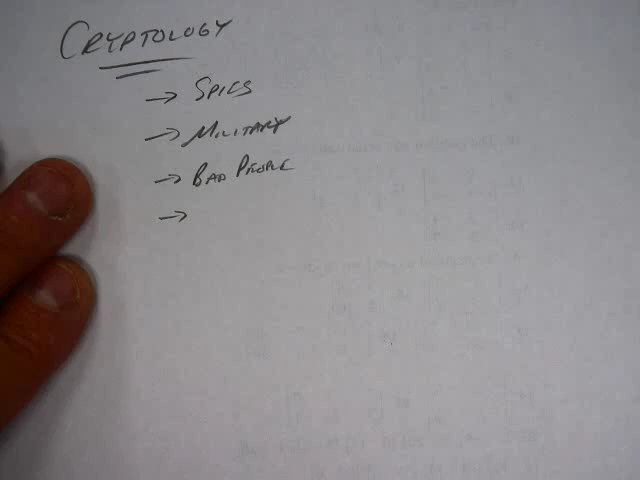 CRYPTOLOGY
→ SPIES
→ MILITARY
→ BAD PEOPLE
→